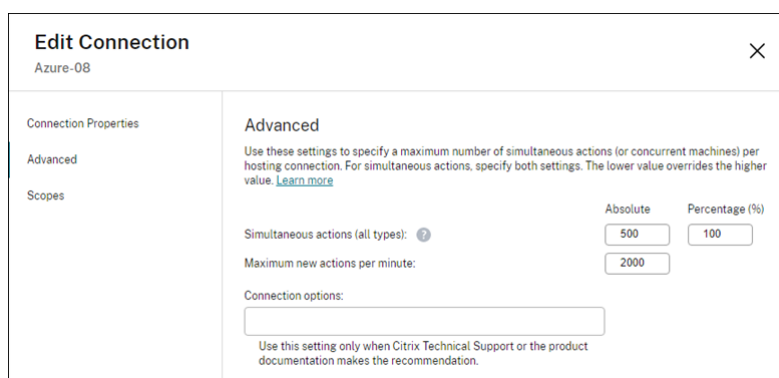 Edit Connection
Azure-08
Connection Properties
Advanced
Scopes
Advanced
Use these settings to specify a maximum number of simultaneous actions (or concurrent machines) per
hosting connection. For simultaneous actions, specify both settings. The lower value overrides the higher
value. Learn more
Absolute Percentage (%)
Simultaneous actions (all types): ? 500 100
Maximum new actions per minute: 2000
Connection options:
Use this setting only when Citrix Technical Support or the product
documentation makes the recommendation.